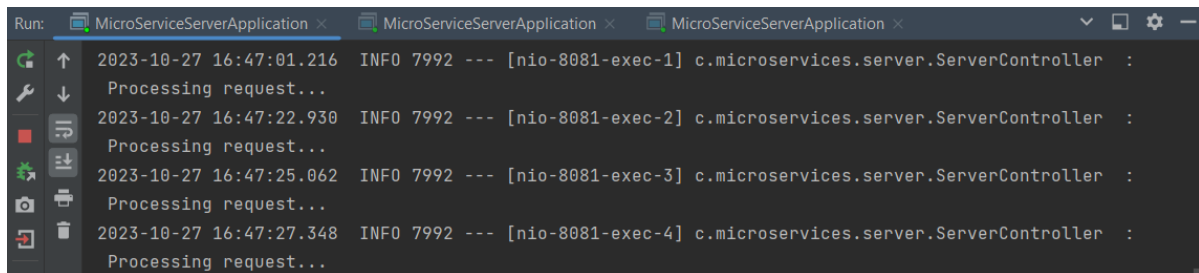 Run: MicroServiceServerApplication × MicroServiceServerApplication × MicroServiceServerApplication ×
2023-10-27 16:47:01.216  INFO 7992 --- [nio-8081-exec-1] c.microservices.server.ServerController  :
Processing request...
2023-10-27 16:47:22.930  INFO 7992 --- [nio-8081-exec-2] c.microservices.server.ServerController  :
Processing request...
2023-10-27 16:47:25.062  INFO 7992 --- [nio-8081-exec-3] c.microservices.server.ServerController  :
Processing request...
2023-10-27 16:47:27.348  INFO 7992 --- [nio-8081-exec-4] c.microservices.server.ServerController  :
Processing request...